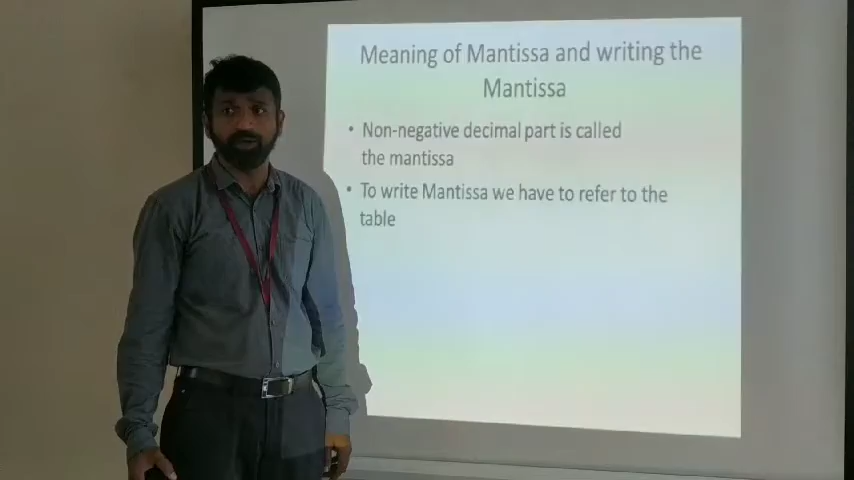 Meaning of Mantissa and writing the
Mantissa
• Non-negative decimal part is called
the mantissa
• To write Mantissa we have to refer to the
table